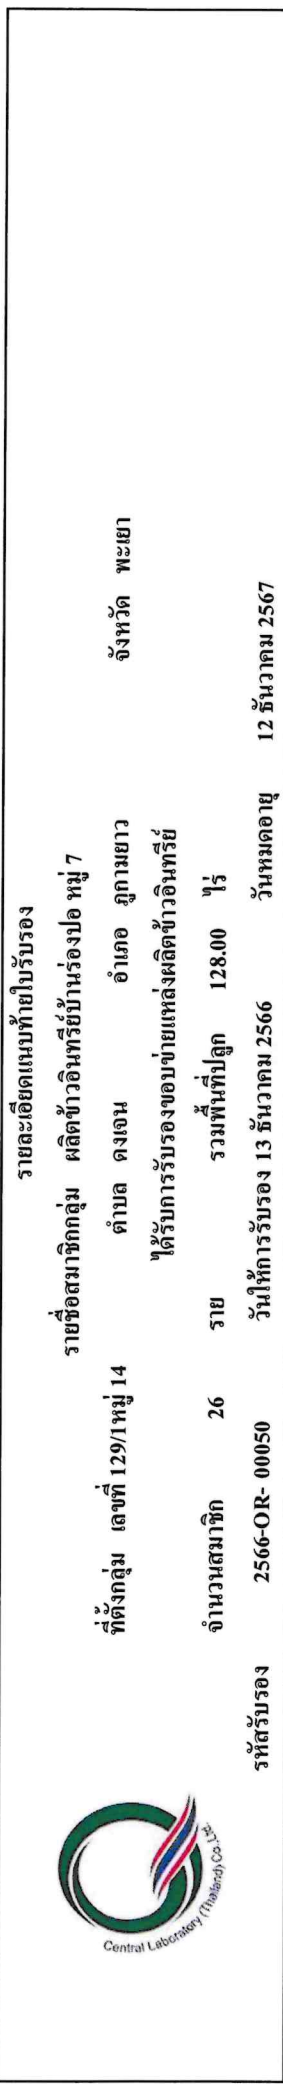 รายละเอียดแนบท้ายใบรับรอง
รายชื่อสมาชิกกลุ่ม ผลิตข้าวอินทรีย์บ้านร่องปอ หมู่ 7
ที่ตั้งกลุ่ม เลขที่ 129/1หมู่ 14 ตำบล ดงเจน อำเภอ ภูกามยาว จังหวัด พะเยา
ได้รับการรับรองขอบข่ายแหล่งผลิตข้าวอินทรีย์
จำนวนสมาชิก 26 ราย รวมพื้นที่ปลูก 128.00 ไร่
รหัสรับรอง 2566-OR- 00050 วันให้การรับรอง 13 ธันวาคม 2566 วันหมดอายุ 12 ธันวาคม 2567
Central Laboratory (Thailand) Co.,Ltd.